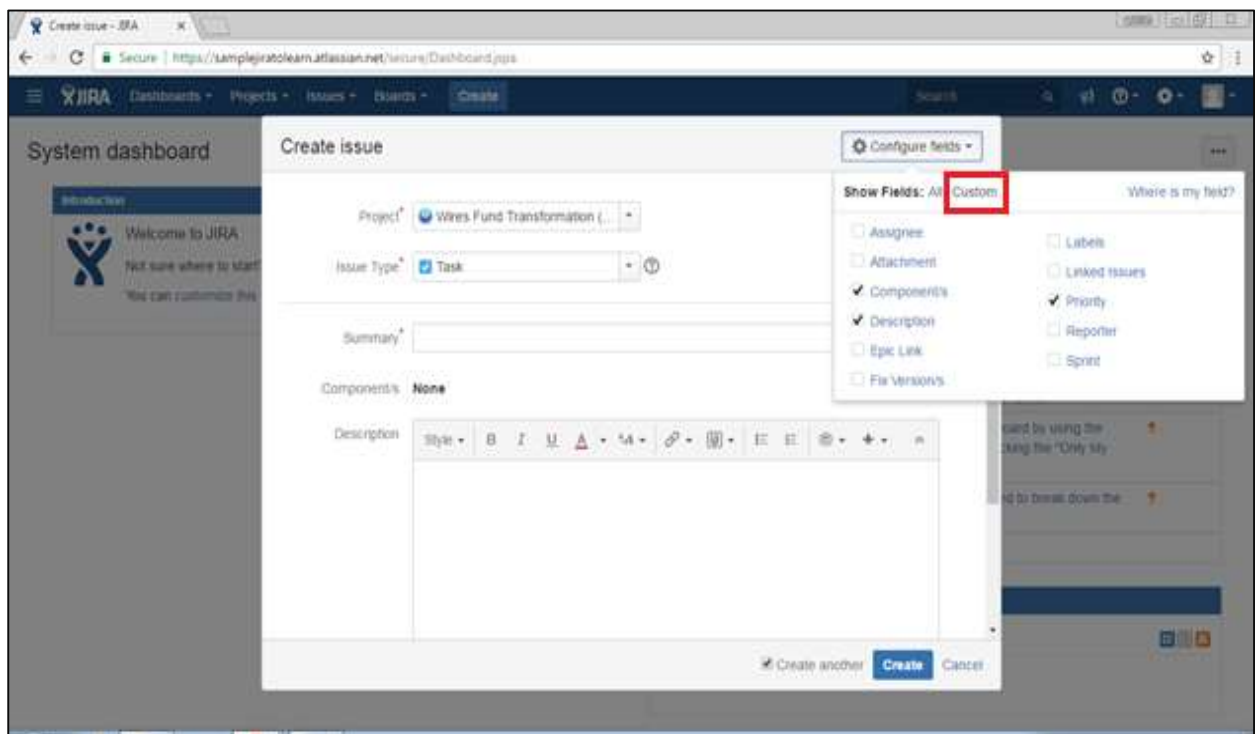 Create issue - JIRA
Secure | https://samplejiratolearn.atlassian.net/secure/Dashboard.jspa
JIRA Dashboards Projects Issues Boards Create Search
System dashboard
Create issue
Configure fields
Show Fields: All Custom
Where is my field?
Introduction
Welcome to JIRA
Not sure where to start?
You can customize this
Project* Wires Fund Transformation (...
Issue Type* Task
Assignee
Attachment
Component/s
Description
Epic Link
Fix Version/s
Labels
Linked Issues
Priority
Reporter
Sprint
Summary*
Component/s None
Description
Style B I U A
board by using the
the "Only My
to break down the
Create another Create Cancel